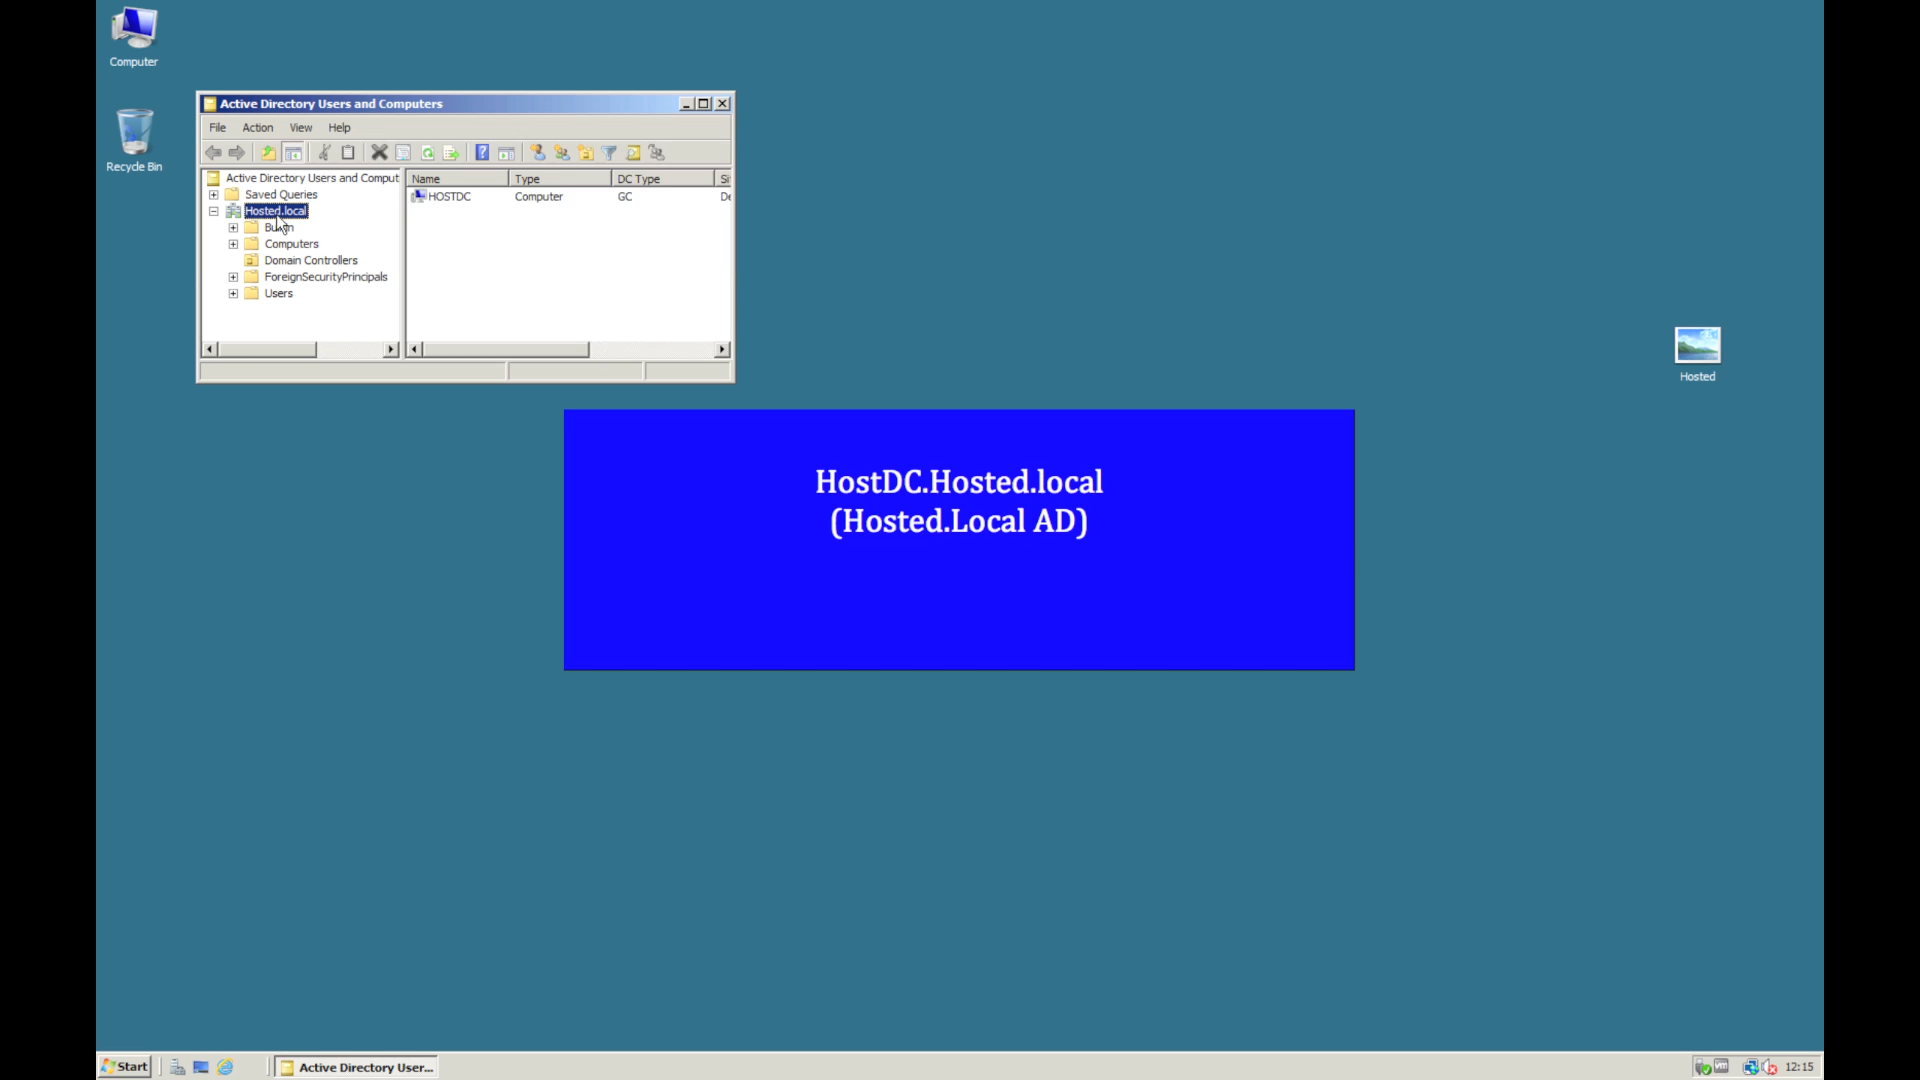 Computer
Recycle Bin
Active Directory Users and Computers
File Action View Help
Active Directory Users and Comput
Saved Queries
Hosted.local
Computers
Domain Controllers
ForeignSecurityPrincipals
Users
Name Type DC Type Si
HOSTDC Computer GC De
Hosted
HostDC.Hosted.local
(Hosted.Local AD)
Start
Active Directory User...
12:15